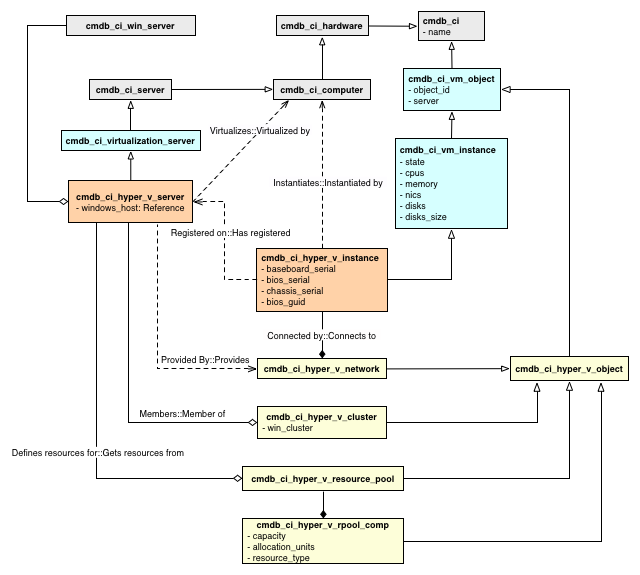 cmdb_ci_win_server
cmdb_ci_hardware
cmdb_ci
- name
cmdb_ci_server
cmdb_ci_computer
cmdb_ci_vm_object
- object_id
- server
Virtualizes::Virtualized by
cmdb_ci_virtualization_server
cmdb_ci_vm_instance
- state
- cpus
- memory
- nics
- disks
- disks_size
Instantiates::Instantiated by
cmdb_ci_hyper_v_server
- windows_host: Reference
Registered on::Has registered
cmdb_ci_hyper_v_instance
- baseboard_serial
- bios_serial
- chassis_serial
- bios_guid
Connected by::Connects to
Provided By::Provides
cmdb_ci_hyper_v_network
cmdb_ci_hyper_v_object
Members::Member of
cmdb_ci_hyper_v_cluster
- win_cluster
Defines resources for::Gets resources from
cmdb_ci_hyper_v_resource_pool
cmdb_ci_hyper_v_rpool_comp
- capacity
- allocation_units
- resource_type